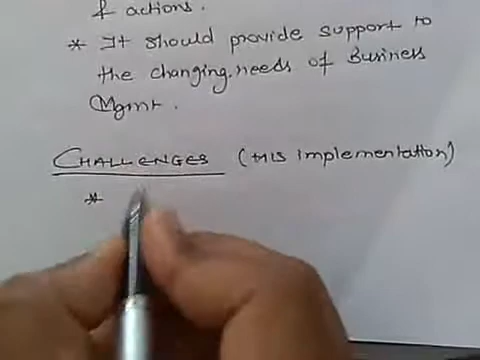 & actions.
* It should provide support to
the changing needs of Business
Mgmt.
CHALLENGES (MIS implementation)
*